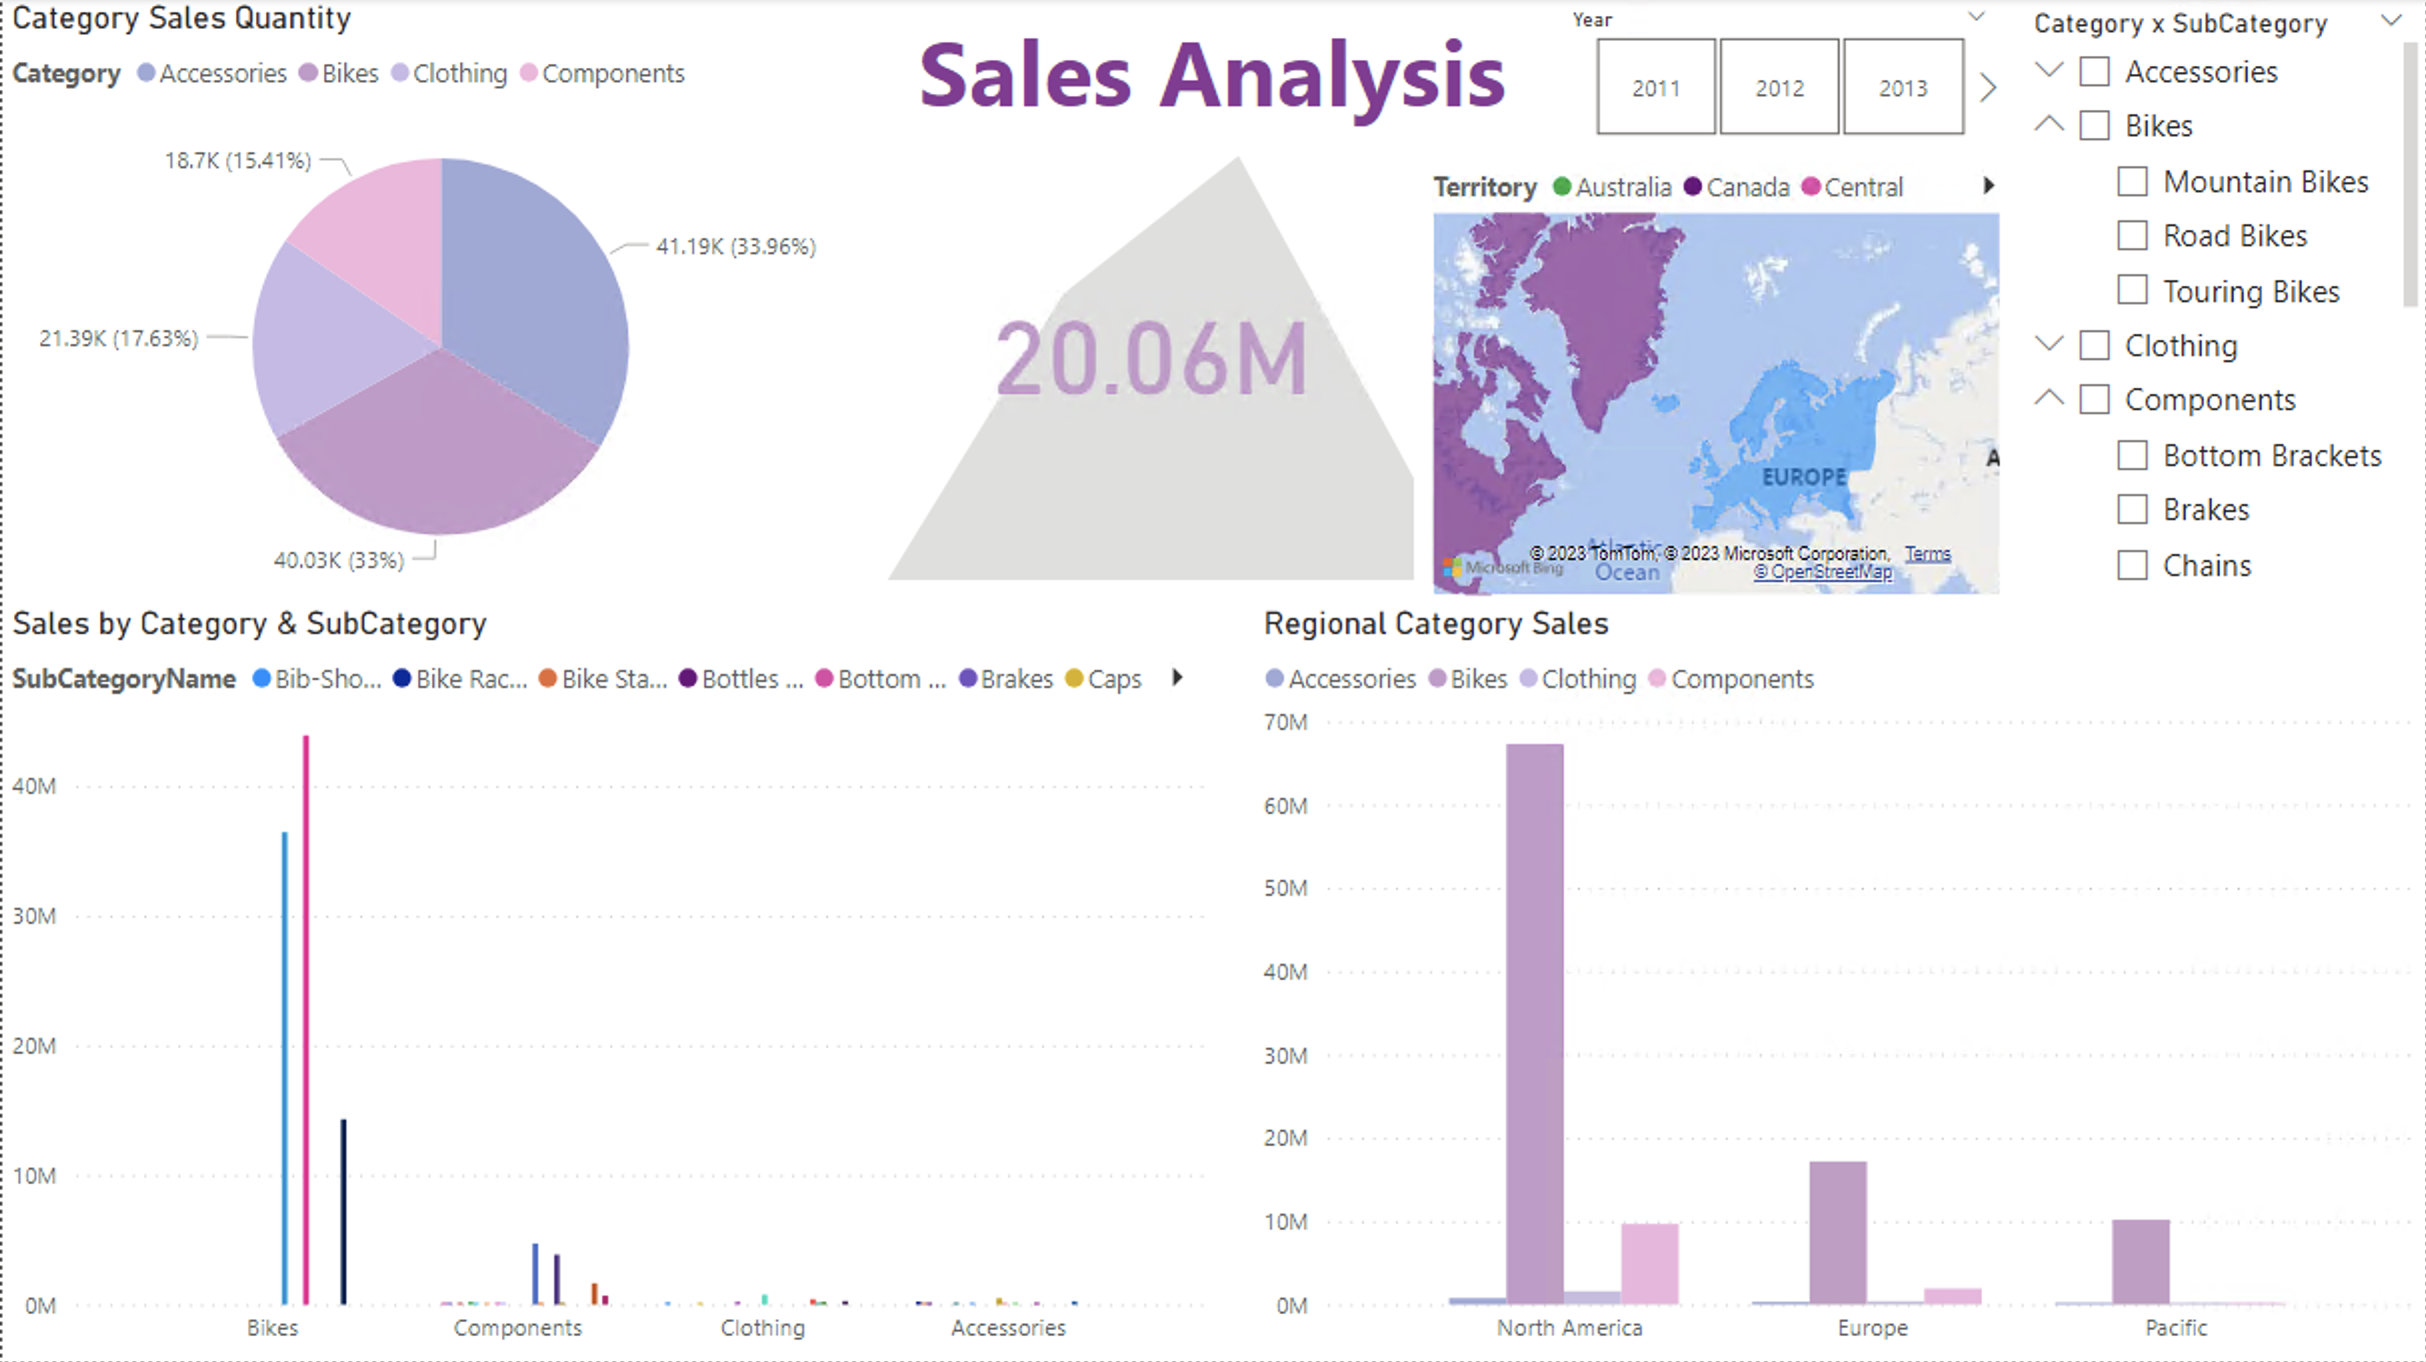 Category Sales Quantity
Category Accessories Bikes Clothing Components
18.7K (15.41%)
41.19K (33.96%)
21.39K (17.63%)
40.03K (33%)
Sales Analysis
20.06M
Year
2011 2012 2013
Territory Australia Canada Central
EUROPE
A
Atlantic
Ocean
© 2023 TomTom, © 2023 Microsoft Corporation, Terms
© OpenStreetMap
Microsoft Bing
Category x SubCategory
Accessories
Bikes
Mountain Bikes
Road Bikes
Touring Bikes
Clothing
Components
Bottom Brackets
Brakes
Chains
Sales by Category & SubCategory
SubCategoryName Bib-Sho... Bike Rac... Bike Sta... Bottles ... Bottom ... Brakes Caps
40M
30M
20M
10M
0M
Bikes Components Clothing Accessories
Regional Category Sales
Accessories Bikes Clothing Components
70M
60M
50M
40M
30M
20M
10M
0M
North America Europe Pacific